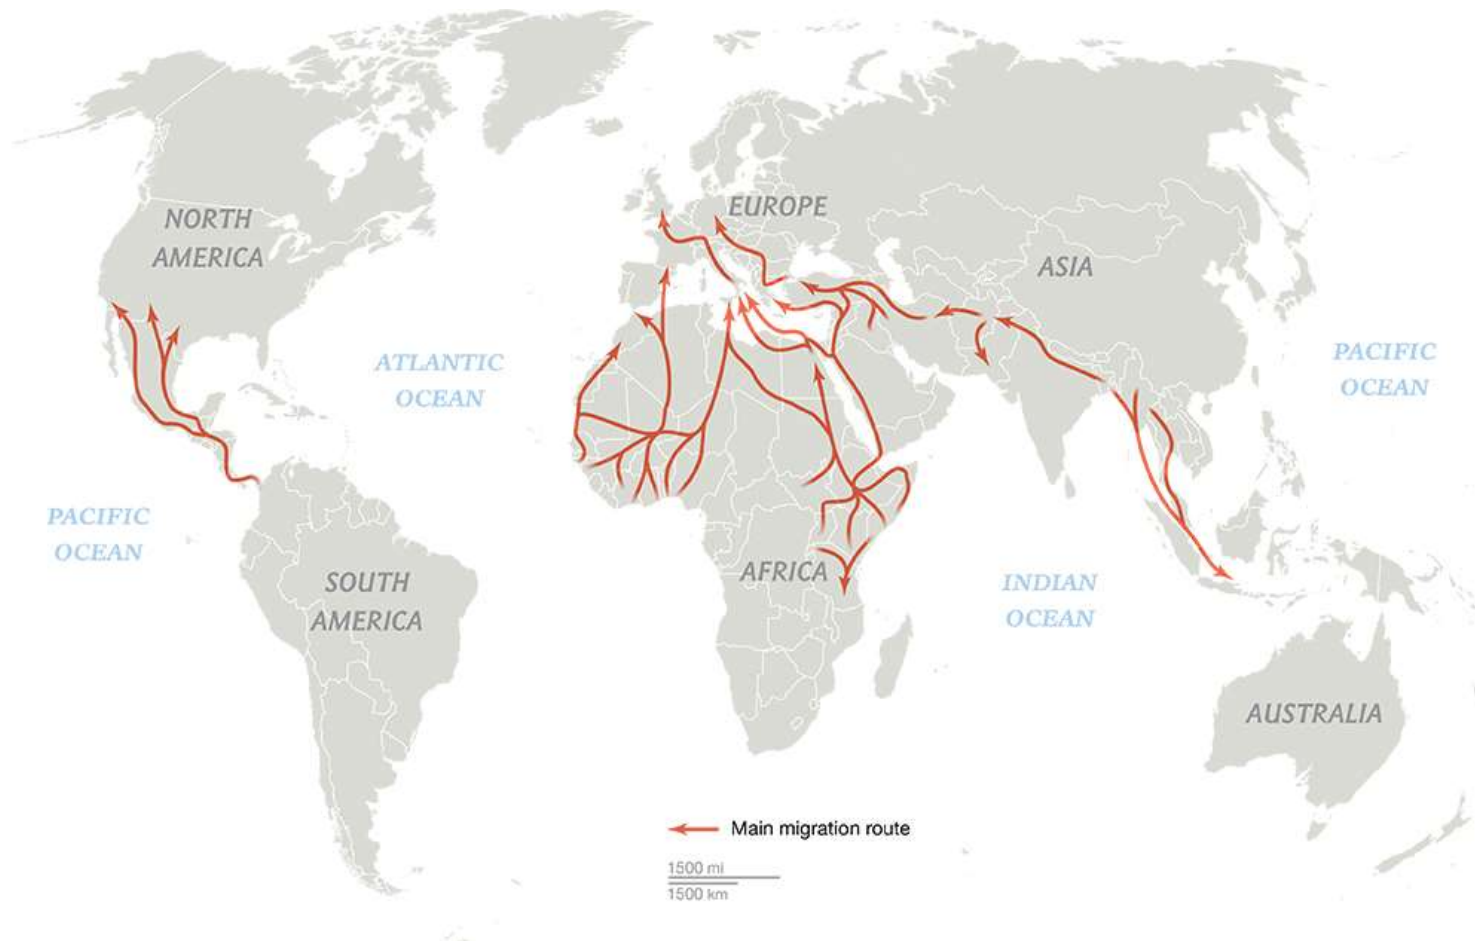 NORTH
AMERICA
EUROPE
ASIA
ATLANTIC
OCEAN
PACIFIC
OCEAN
PACIFIC
OCEAN
SOUTH
AMERICA
AFRICA
INDIAN
OCEAN
AUSTRALIA
Main migration route
1500 mi
1500 km